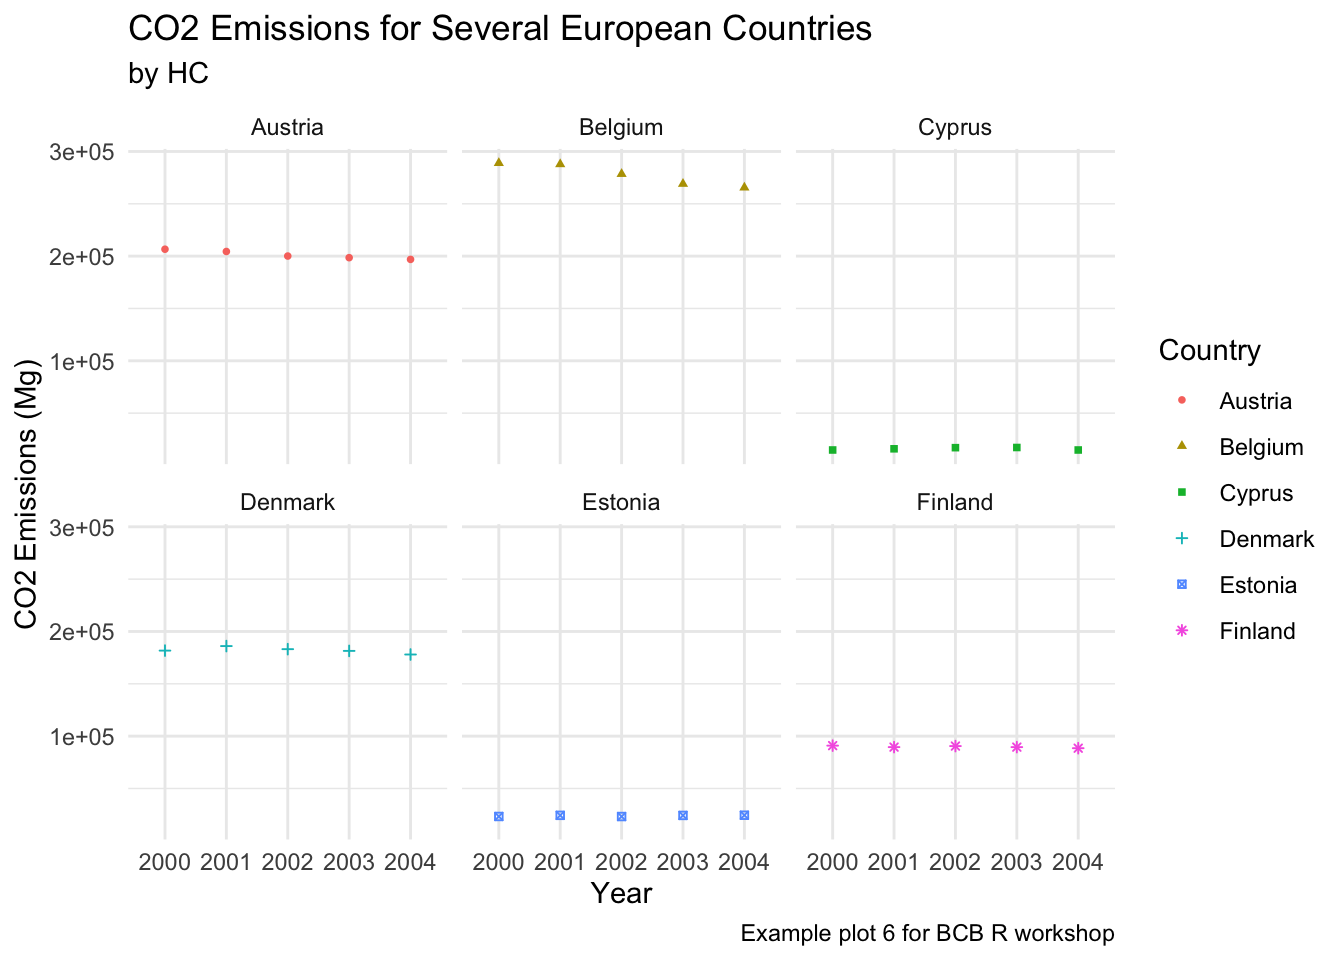 CO2 Emissions for Several European Countries
by HC
Austria Belgium Cyprus
3e+05
2e+05
1e+05
CO2 Emissions (Mg)
Denmark Estonia Finland
3e+05
2e+05
1e+05
2000 2001 2002 2003 2004 2000 2001 2002 2003 2004 2000 2001 2002 2003 2004
Year
Country
Austria
Belgium
Cyprus
Denmark
Estonia
Finland
Example plot 6 for BCB R workshop